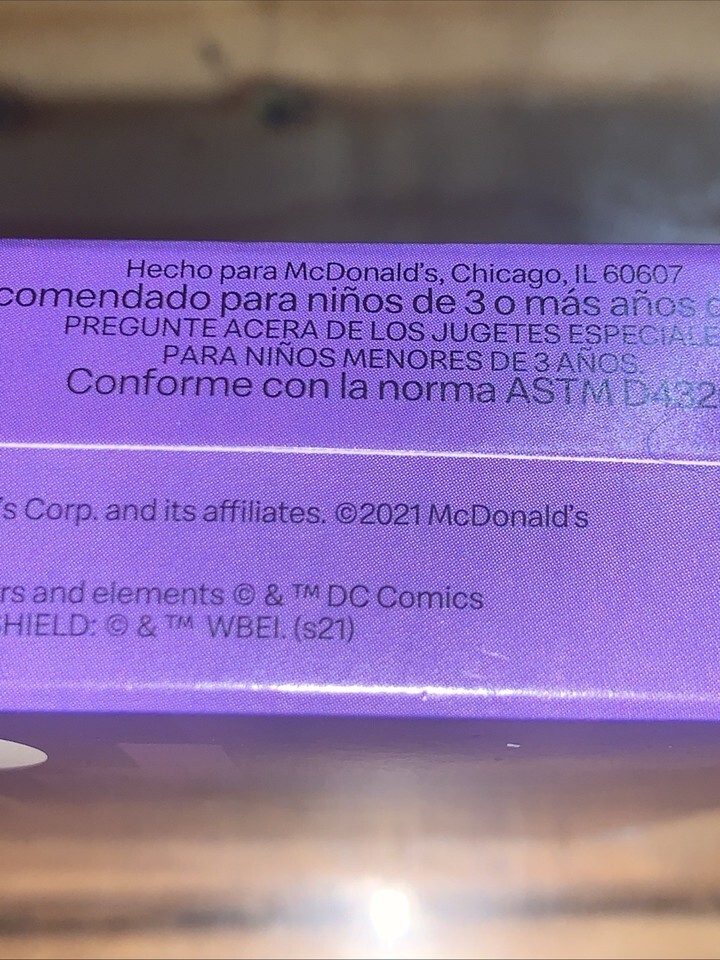 Hecho para McDonald's, Chicago, IL 60607
comendado para niños de 3 o más años
PREGUNTE ACERA DE LOS JUGETES ESPECIALE
PARA NIÑOS MENORES DE 3 AÑOS.
Conforme con la norma ASTM D432
's Corp. and its affiliates. ©2021 McDonald's
rs and elements © & ™ DC Comics
HIELD: © & ™ WBEI. (s21)